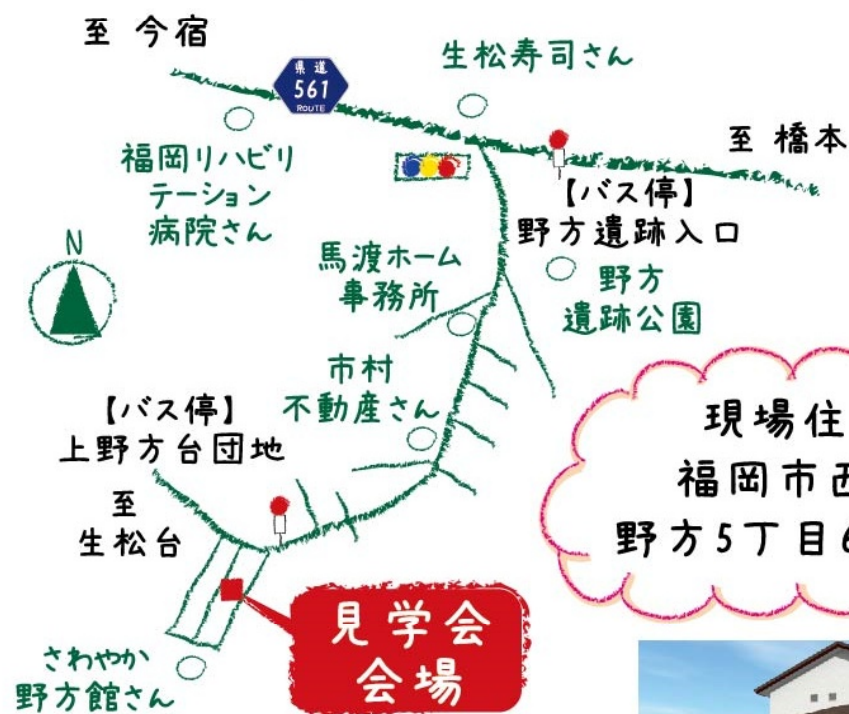 至 今宿
県道
561
ROUTE
生松寿司さん
至 橋本
福岡リハビリ
テーション
病院さん
【バス停】
野方遺跡入口
N
馬渡ホーム
事務所
野方
遺跡公園
市村
不動産さん
【バス停】
上野方台団地
現場住
福岡市西
野方5丁目6
至
生松台
見学会
会場
さわやか
野方館さん